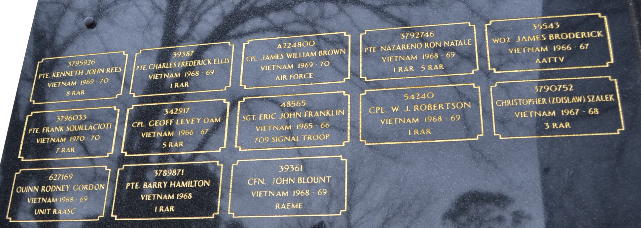 3795926
PTE. KENNETH JOHN REES
VIETNAM 1969 - 70
8 RAR
39387
PTE. CHARLES FREDERICK ELLIS
VIETNAM 1968 - 69
1 RAR
A224800
CPL. JAMES WILLIAM BROWN
VIETNAM 1969 - 70
AIR FORCE
3792746
PTE NAZARENO RON NATALE
VIETNAM 1968 - 69
1 RAR 5 RAR
35543
WO2 JAMES BRODERICK
VIETNAM 1966 - 67
AATTV
3796033
PTE. FRANK SQUILLACIOTI
VIETNAM 1970 - 70
7 RAR
342917
CPL. GEOFF LEVEY OAM
VIETNAM 1966 - 67
5 RAR
48565
SGT. ERIC JOHN FRANKLIN
VIETNAM 1965 - 66
709 SIGNAL TROOP
54240
CPL. W. J. ROBERTSON
VIETNAM 1968 - 69
1 RAR
3790752
CHRISTOPHER (ZDISLAW) SZALEK
VIETNAM 1967 - 68
3 RAR
627169
QUINN RODNEY GORDON
VIETNAM 1968 - 69
UNIT RAASC
3789871
PTE. BARRY HAMILTON
VIETNAM 1968
1 RAR
39361
CFN. JOHN BLOUNT
VIETNAM 1968 - 69
RAEME